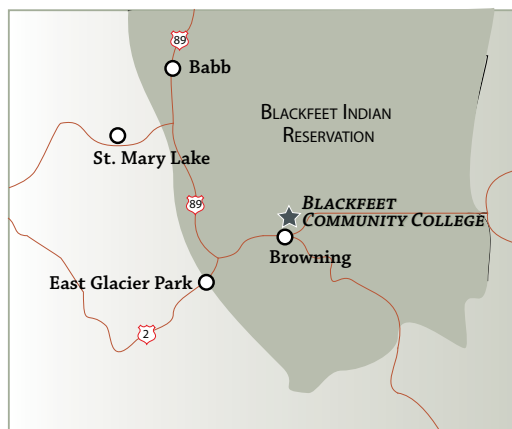 89
Babb
BLACKFEET INDIAN
RESERVATION
St. Mary Lake
89
BLACKFEET
COMMUNITY COLLEGE
Browning
East Glacier Park
2